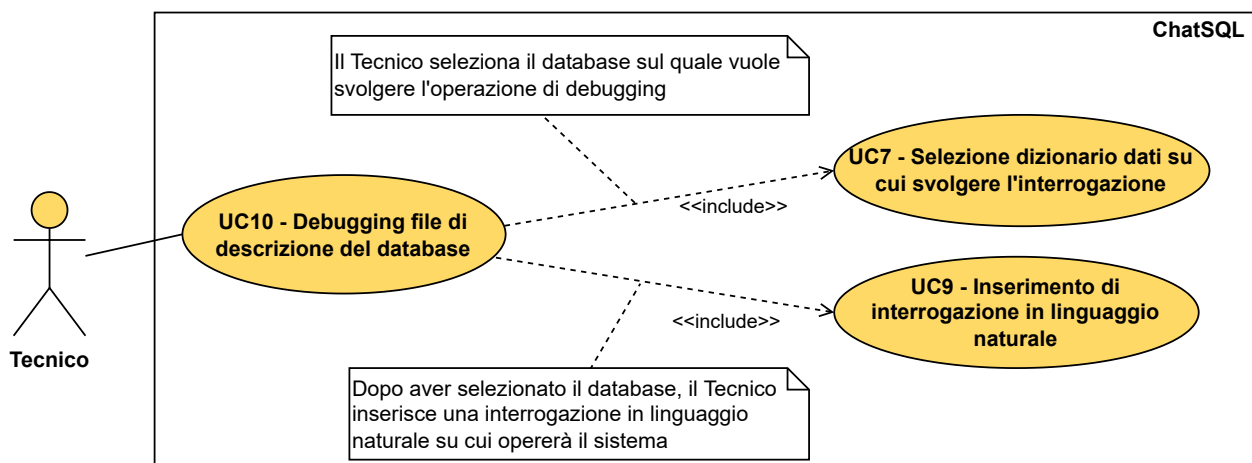 ChatSQL
Il Tecnico seleziona il database sul quale vuole
svolgere l'operazione di debugging
UC7 - Selezione dizionario dati su
cui svolgere l'interrogazione
<<include>>
UC10 - Debugging file di
descrizione del database
UC9 - Inserimento di
interrogazione in linguaggio
naturale
<<include>>
Tecnico
Dopo aver selezionato il database, il Tecnico
inserisce una interrogazione in linguaggio
naturale su cui opererà il sistema